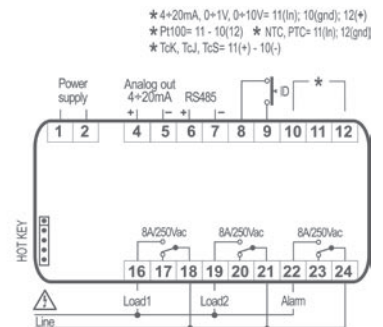 * 4÷20mA, 0÷1V, 0÷10V= 11(In); 10(gnd); 12(+)
* Pt100= 11 - 10(12) * NTC, PTC= 11(In); 12(gnd)
* TcK, TcJ, TcS= 11(+) - 10(-)
Power supply
Analog out 4÷20mA
RS485
ID
*
+ - + -
1 2 4 5 6 7 8 9 10 11 12
HOT KEY
8A/250Vac 8A/250Vac 8A/250Vac
16 17 18 19 20 21 22 23 24
Load1 Load2 Alarm
Line